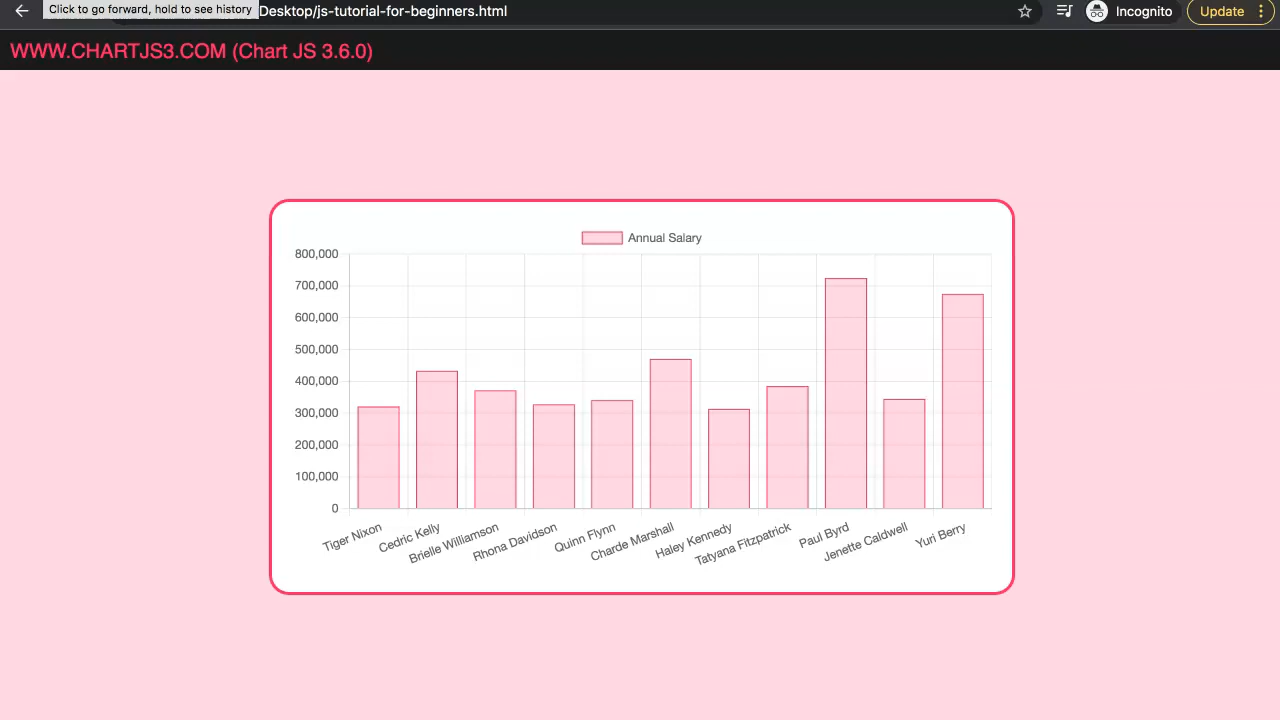 Click to go forward, hold to see history
Desktop/js-tutorial-for-beginners.html
Incognito
Update
WWW.CHARTJS3.COM (Chart JS 3.6.0)
Annual Salary
800,000
700,000
600,000
500,000
400,000
300,000
200,000
100,000
0
Tiger Nixon
Cedric Kelly
Brielle Williamson
Rhona Davidson
Quinn Flynn
Charde Marshall
Haley Kennedy
Tatyana Fitzpatrick
Paul Byrd
Jenette Caldwell
Yuri Berry